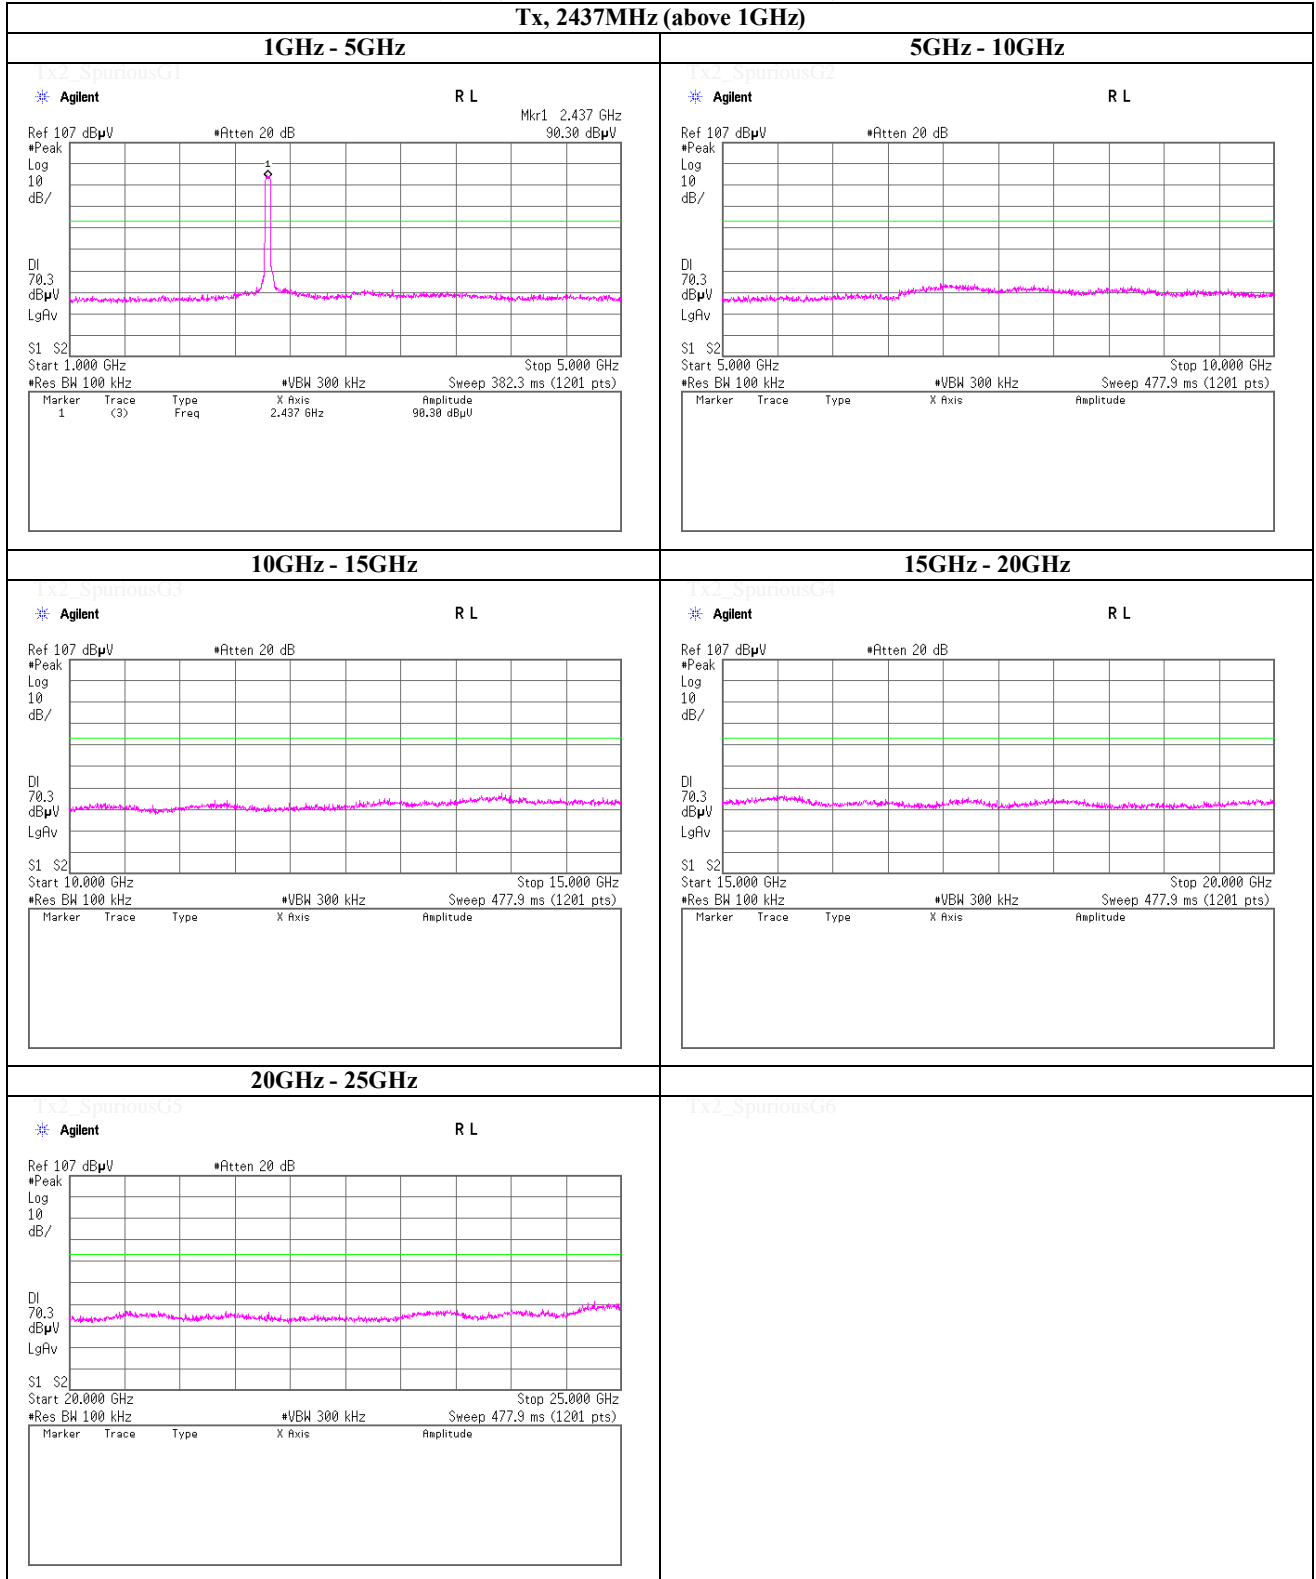 Tx, 2437MHz (above 1GHz)
1GHz - 5GHz
Tx2_SpuriousG1
Agilent R L
Mkr1 2.437 GHz
Ref 107 dBµV #Atten 20 dB 90.30 dBµV
#Peak
Log
10
dB/
1
DI
70.3
dBµV
LgAv
S1 S2
Start 1.000 GHz Stop 5.000 GHz
#Res BW 100 kHz #VBW 300 kHz Sweep 382.3 ms (1201 pts)
Marker Trace Type X Axis Amplitude
1 (3) Freq 2.437 GHz 90.30 dBµV
5GHz - 10GHz
Tx2_SpuriousG2
Agilent R L
Ref 107 dBµV #Atten 20 dB
#Peak
Log
10
dB/
DI
70.3
dBµV
LgAv
S1 S2
Start 5.000 GHz Stop 10.000 GHz
#Res BW 100 kHz #VBW 300 kHz Sweep 477.9 ms (1201 pts)
Marker Trace Type X Axis Amplitude
10GHz - 15GHz
Tx2_SpuriousG3
Agilent R L
Ref 107 dBµV #Atten 20 dB
#Peak
Log
10
dB/
DI
70.3
dBµV
LgAv
S1 S2
Start 10.000 GHz Stop 15.000 GHz
#Res BW 100 kHz #VBW 300 kHz Sweep 477.9 ms (1201 pts)
Marker Trace Type X Axis Amplitude
15GHz - 20GHz
Tx2_SpuriousG4
Agilent R L
Ref 107 dBµV #Atten 20 dB
#Peak
Log
10
dB/
DI
70.3
dBµV
LgAv
S1 S2
Start 15.000 GHz Stop 20.000 GHz
#Res BW 100 kHz #VBW 300 kHz Sweep 477.9 ms (1201 pts)
Marker Trace Type X Axis Amplitude
20GHz - 25GHz
Tx2_SpuriousG5
Agilent R L
Ref 107 dBµV #Atten 20 dB
#Peak
Log
10
dB/
DI
70.3
dBµV
LgAv
S1 S2
Start 20.000 GHz Stop 25.000 GHz
#Res BW 100 kHz #VBW 300 kHz Sweep 477.9 ms (1201 pts)
Marker Trace Type X Axis Amplitude
Tx2_SpuriousG6